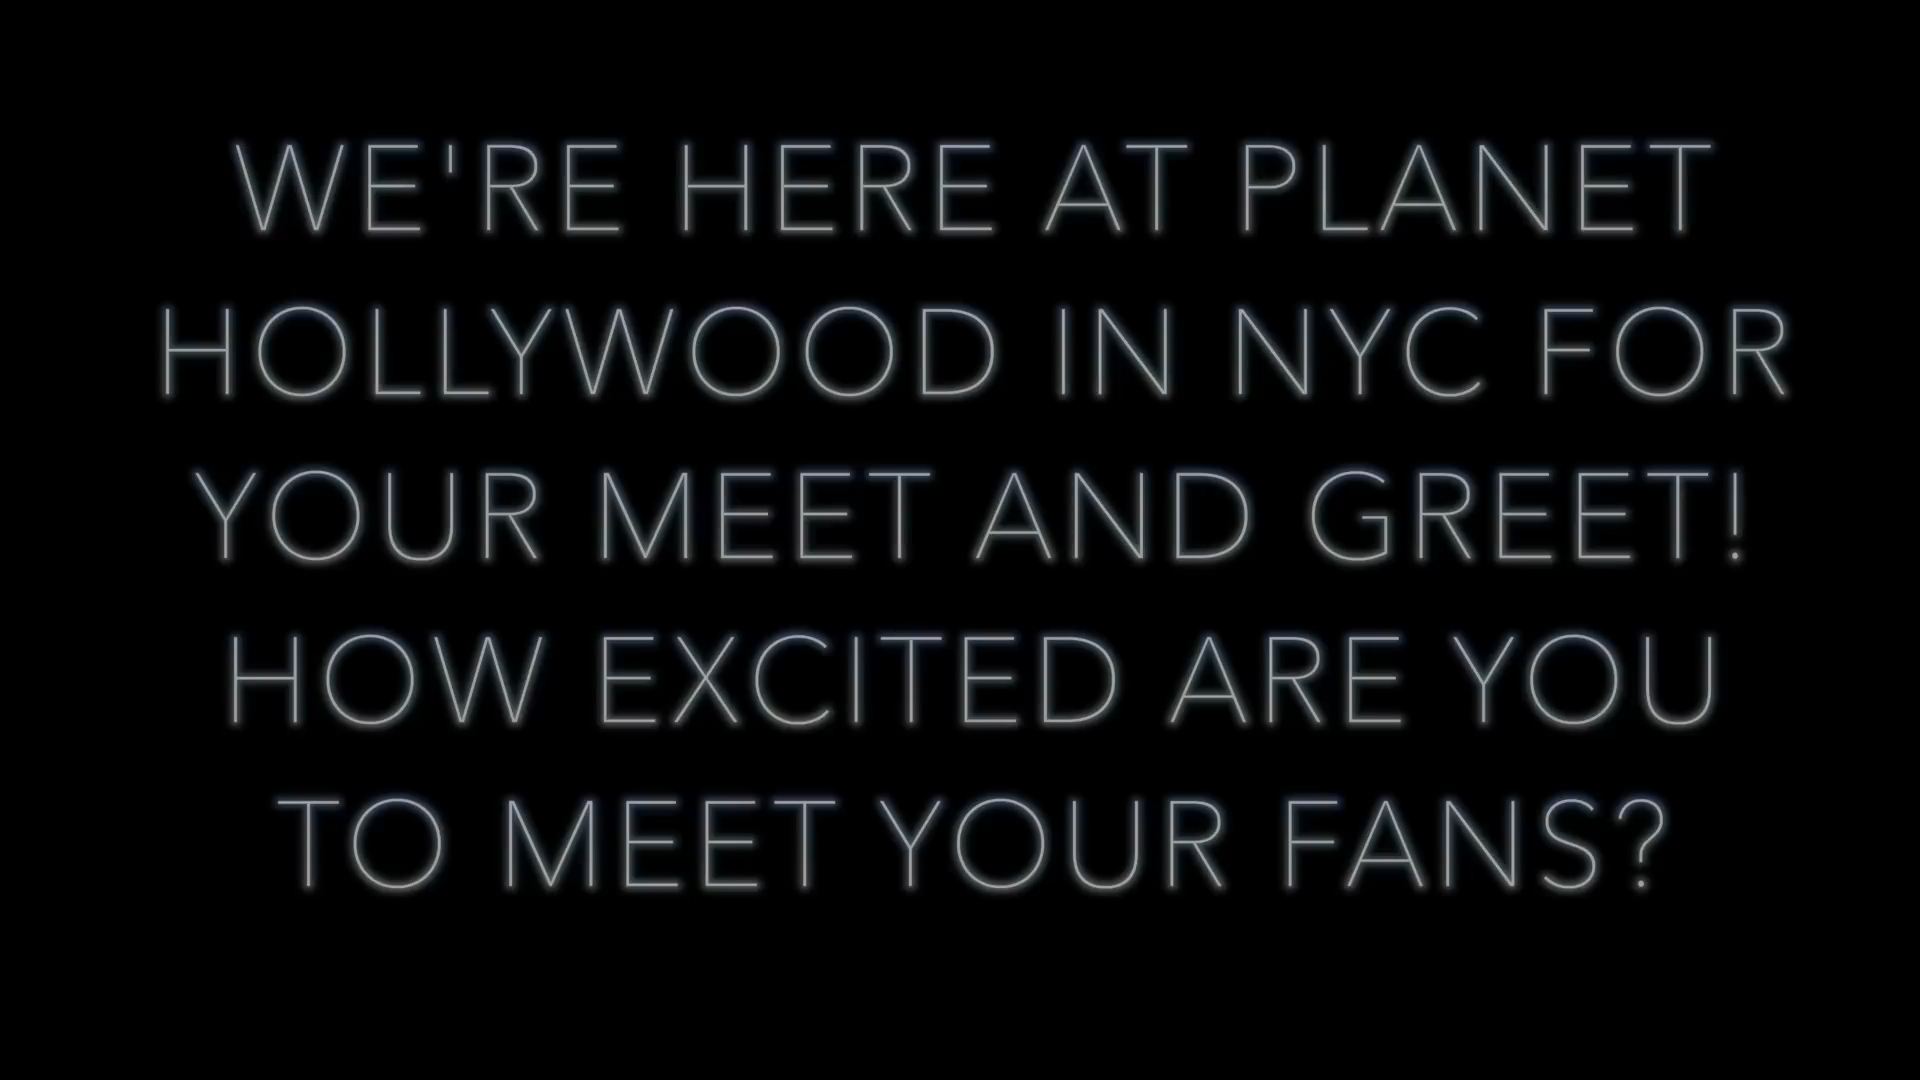 WE'RE HERE AT PLANET
HOLLYWOOD IN NYC FOR
YOUR MEET AND GREET!
HOW EXCITED ARE YOU
TO MEET YOUR FANS?